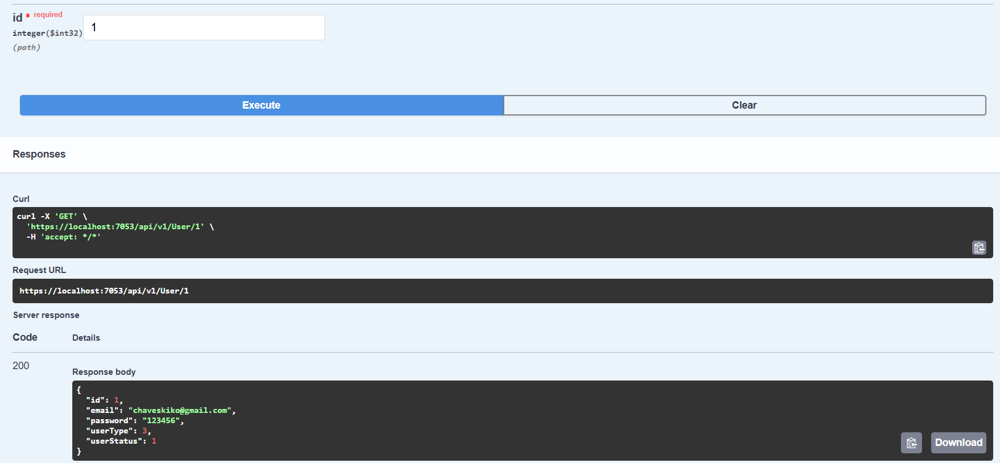 id * required
integer($int32)
(path)
1
Execute
Clear
Responses
Curl
curl -X 'GET' \
  'https://localhost:7053/api/v1/User/1' \
  -H 'accept: */*'
Request URL
https://localhost:7053/api/v1/User/1
Server response
Code Details
200
Response body
{
  "id": 1,
  "email": "chaveskiko@gmail.com",
  "password": "123456",
  "userType": 3,
  "userStatus": 1
}
Download